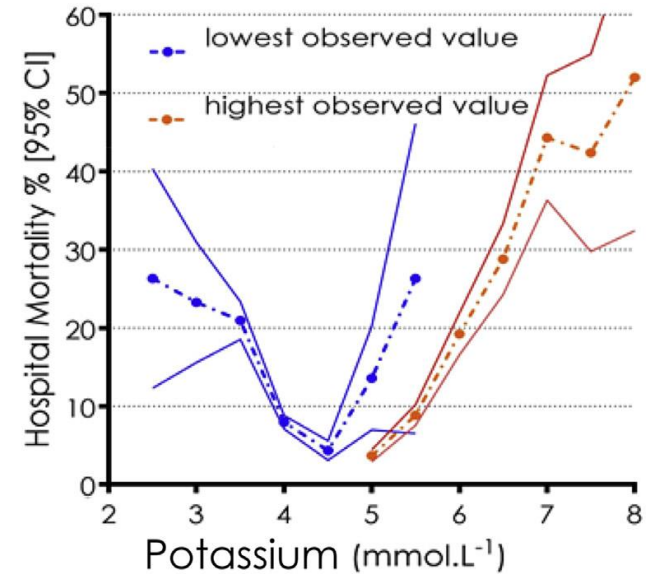 60
lowest observed value
50
highest observed value
40
30
20
10
0
Hospital Mortality % [95% CI]
2 3 4 5 6 7 8
Potassium (mmol.L⁻¹)